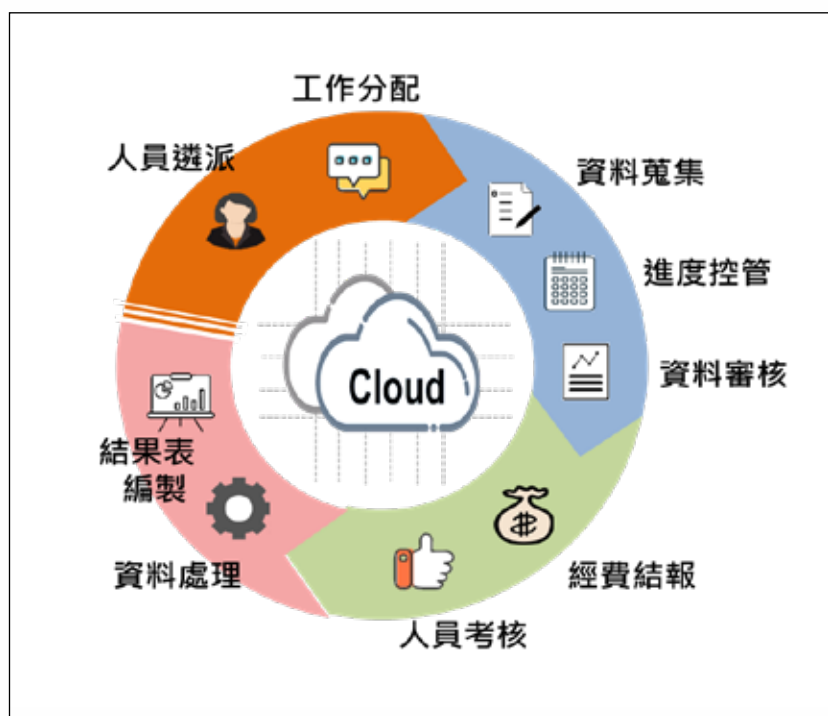 工作分配
人員遴派
資料蒐集
進度控管
資料審核
Cloud
結果表
編製
資料處理
經費結報
人員考核